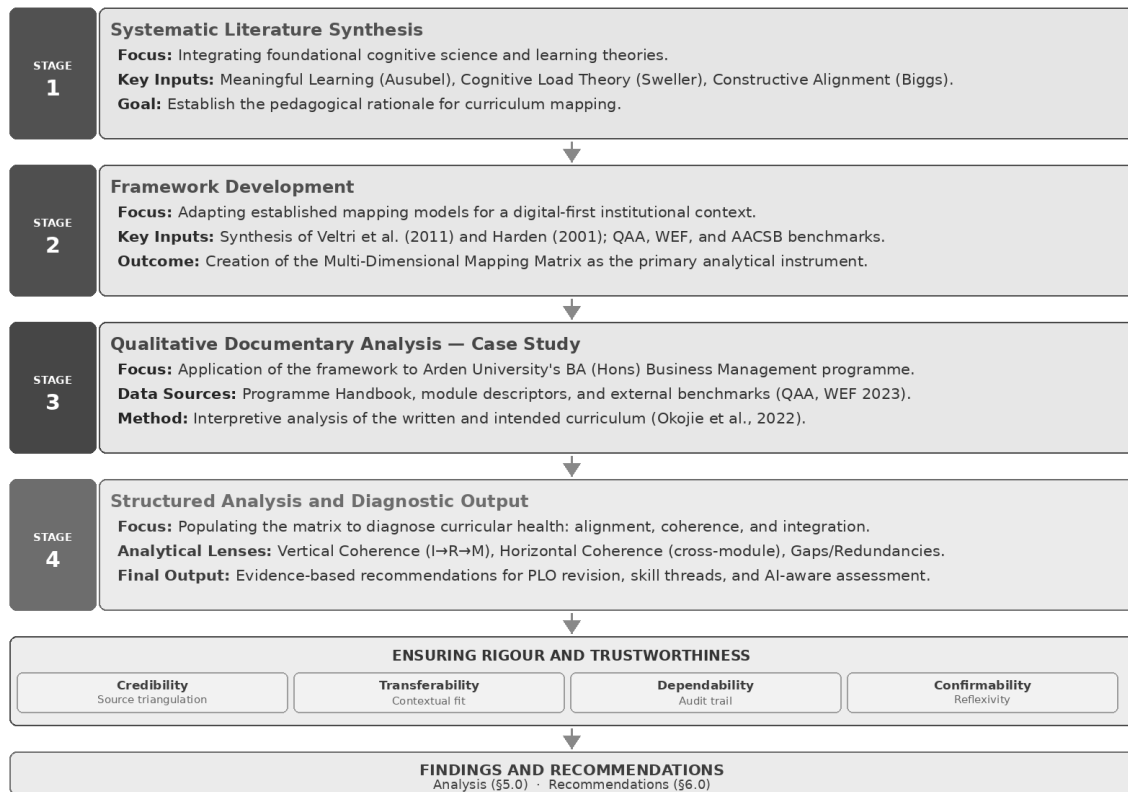 STAGE
1
Systematic Literature Synthesis
Focus: Integrating foundational cognitive science and learning theories.
Key Inputs: Meaningful Learning (Ausubel), Cognitive Load Theory (Sweller), Constructive Alignment (Biggs).
Goal: Establish the pedagogical rationale for curriculum mapping.
STAGE
2
Framework Development
Focus: Adapting established mapping models for a digital-first institutional context.
Key Inputs: Synthesis of Veltri et al. (2011) and Harden (2001); QAA, WEF, and AACSB benchmarks.
Outcome: Creation of the Multi-Dimensional Mapping Matrix as the primary analytical instrument.
STAGE
3
Qualitative Documentary Analysis — Case Study
Focus: Application of the framework to Arden University's BA (Hons) Business Management programme.
Data Sources: Programme Handbook, module descriptors, and external benchmarks (QAA, WEF 2023).
Method: Interpretive analysis of the written and intended curriculum (Okojie et al., 2022).
STAGE
4
Structured Analysis and Diagnostic Output
Focus: Populating the matrix to diagnose curricular health: alignment, coherence, and integration.
Analytical Lenses: Vertical Coherence (I→R→M), Horizontal Coherence (cross-module), Gaps/Redundancies.
Final Output: Evidence-based recommendations for PLO revision, skill threads, and AI-aware assessment.
ENSURING RIGOUR AND TRUSTWORTHINESS
Credibility
Source triangulation
Transferability
Contextual fit
Dependability
Audit trail
Confirmability
Reflexivity
FINDINGS AND RECOMMENDATIONS
Analysis (§5.0) · Recommendations (§6.0)